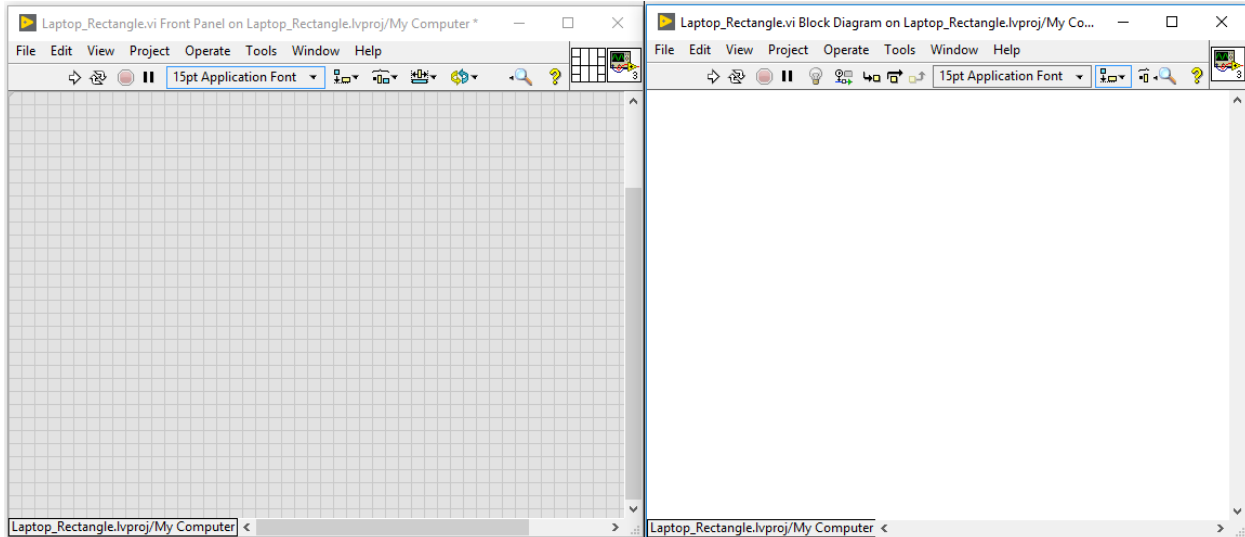 Laptop_Rectangle.vi Front Panel on Laptop_Rectangle.lvproj/My Computer *
File Edit View Project Operate Tools Window Help
15pt Application Font
3
Laptop_Rectangle.lvproj/My Computer
Laptop_Rectangle.vi Block Diagram on Laptop_Rectangle.lvproj/My Co...
File Edit View Project Operate Tools Window Help
15pt Application Font
3
Laptop_Rectangle.lvproj/My Computer